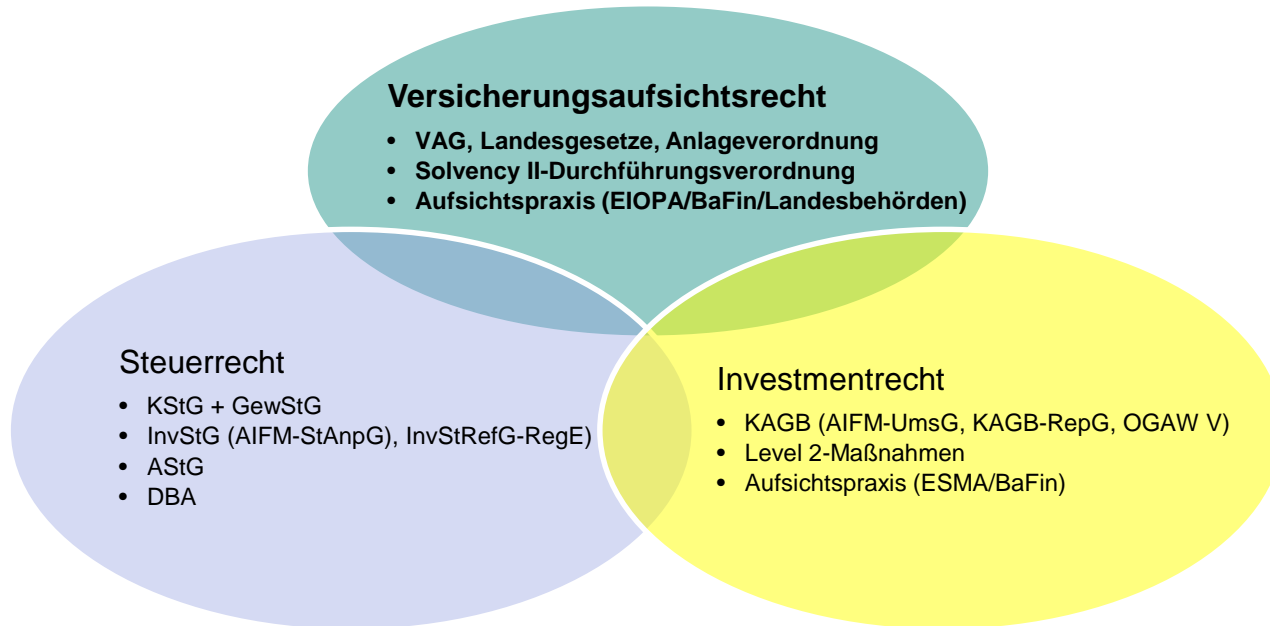 Versicherungsaufsichtsrecht
• VAG, Landesgesetze, Anlageverordnung
• Solvency II-Durchführungsverordnung
• Aufsichtspraxis (EIOPA/BaFin/Landesbehörden)
Steuerrecht
• KStG + GewStG
• InvStG (AIFM-StAnpG), InvStRefG-RegE)
• AStG
• DBA
Investmentrecht
• KAGB (AIFM-UmsG, KAGB-RepG, OGAW V)
• Level 2-Maßnahmen
• Aufsichtspraxis (ESMA/BaFin)